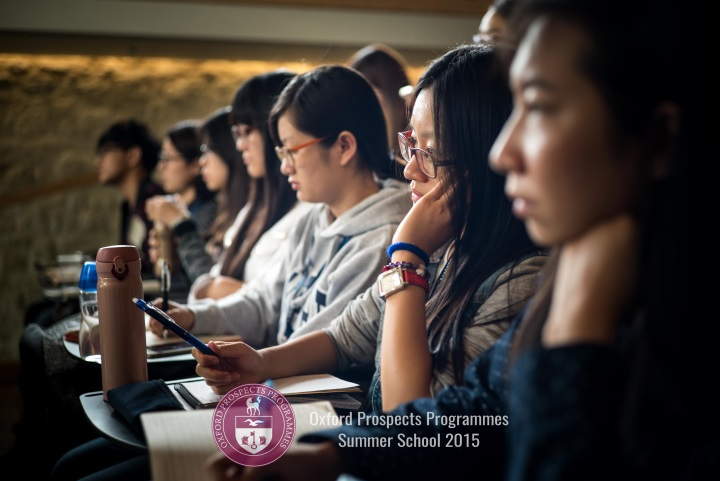 OXFORD PROSPECTS PROGRAMMES
Oxford Prospects Programmes
Summer School 2015